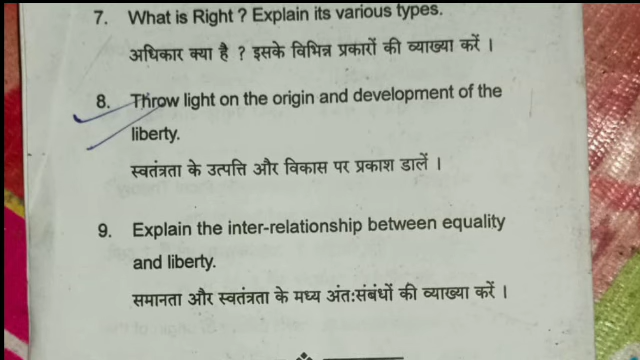 7. What is Right ? Explain its various types.
अधिकार क्या है ? इसके विभिन्न प्रकारों की व्याख्या करें ।
8. Throw light on the origin and development of the
liberty.
स्वतंत्रता के उत्पत्ति और विकास पर प्रकाश डालें ।
9. Explain the inter-relationship between equality
and liberty.
समानता और स्वतंत्रता के मध्य अंत:संबंधों की व्याख्या करें ।